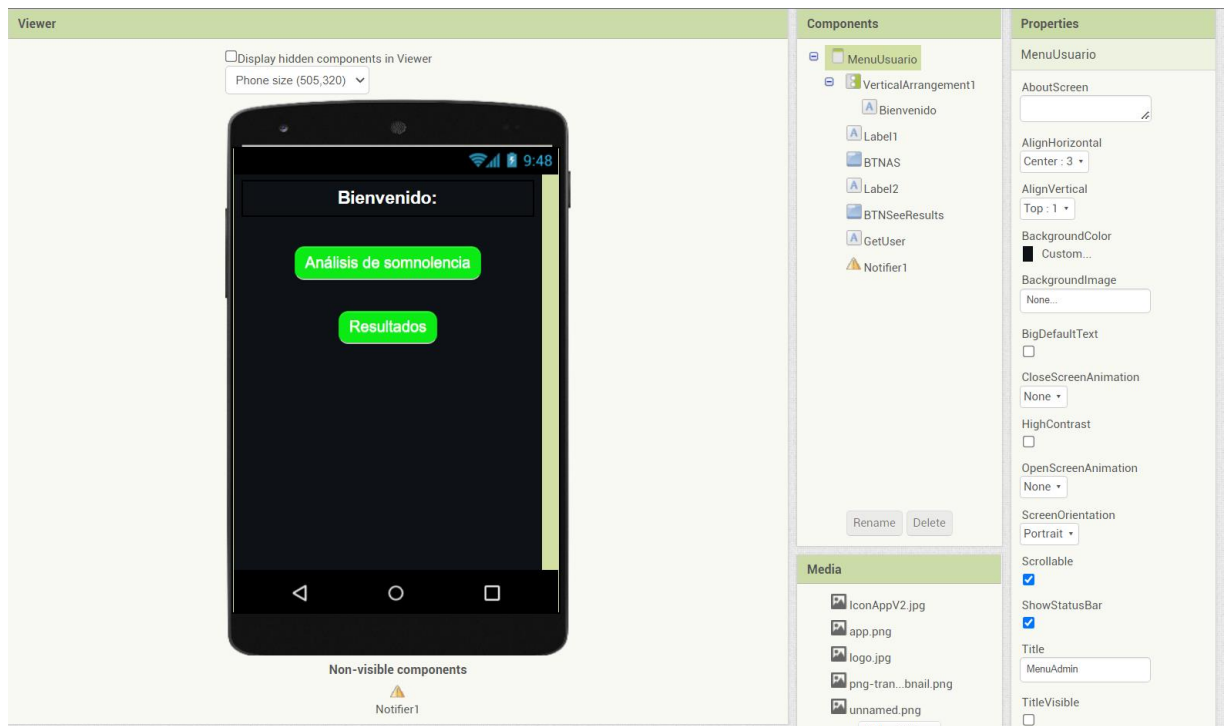 Viewer
Display hidden components in Viewer
Phone size (505,320)
9:48
Bienvenido:
Análisis de somnolencia
Resultados
Non-visible components
Notifier1
Components
MenuUsuario
VerticalArrangement1
A Bienvenido
A Label1
BTNAS
A Label2
BTNSeeResults
A GetUser
Notifier1
Rename Delete
Media
IconAppV2.jpg
app.png
logo.jpg
png-tran...bnail.png
unnamed.png
Properties
MenuUsuario
AboutScreen
AlignHorizontal
Center : 3
AlignVertical
Top : 1
BackgroundColor
Custom...
BackgroundImage
None...
BigDefaultText
CloseScreenAnimation
None
HighContrast
OpenScreenAnimation
None
ScreenOrientation
Portrait
Scrollable
ShowStatusBar
Title
MenuAdmin
TitleVisible